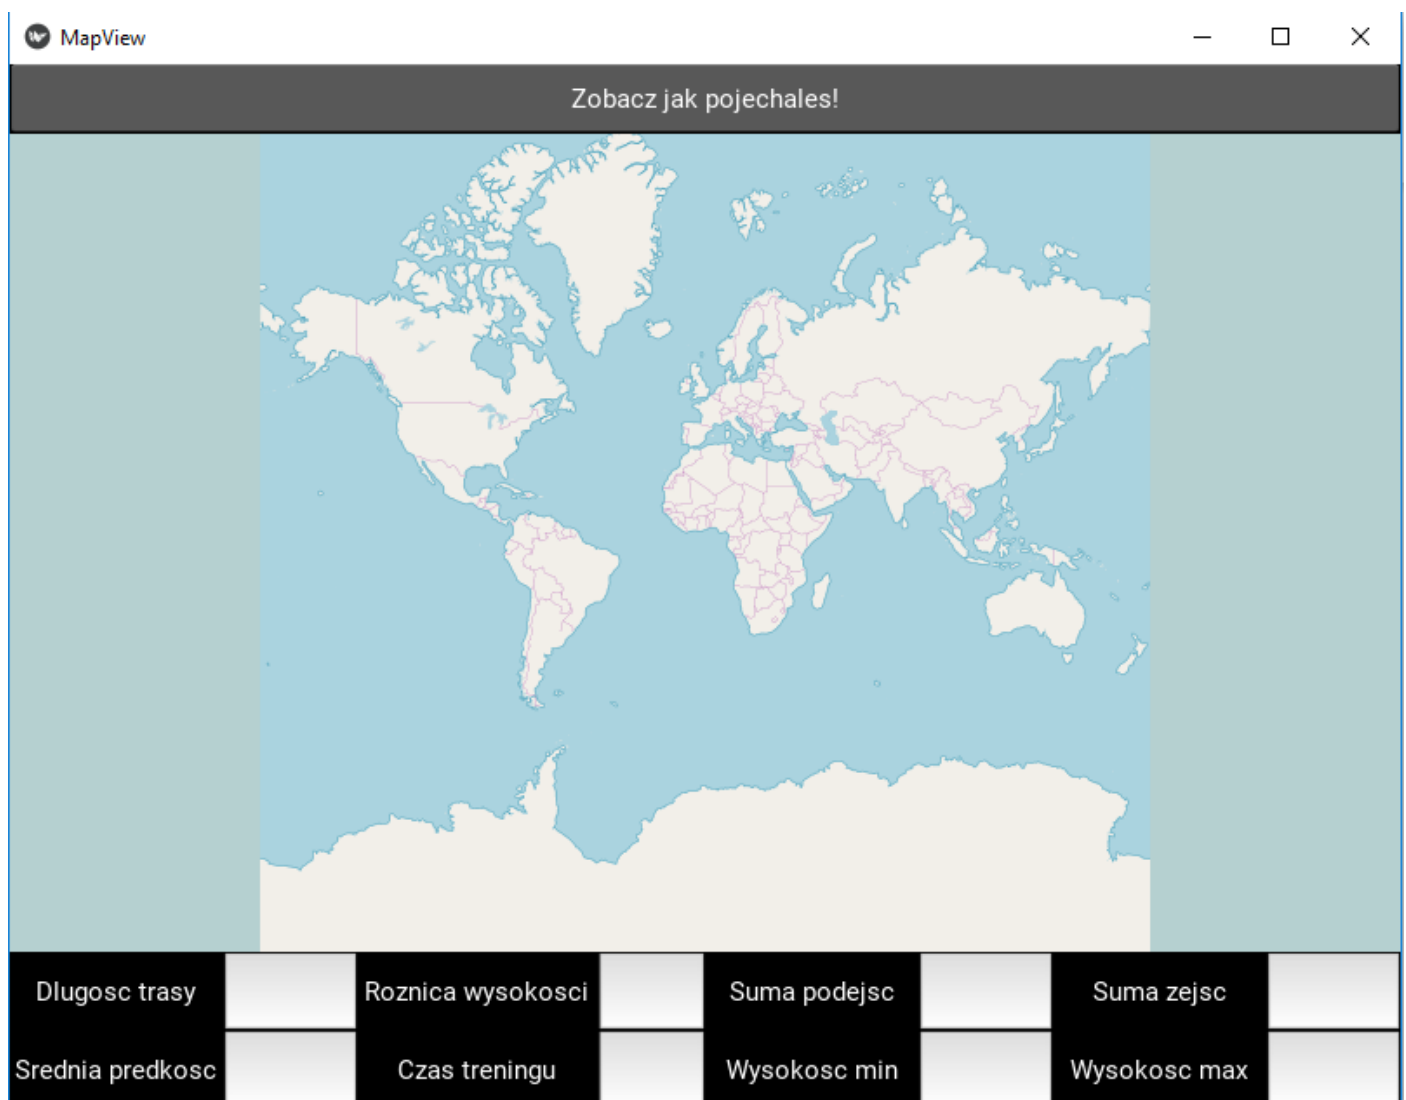 MapView
Zobacz jak pojechales!
Dlugosc trasy
Roznica wysokosci
Suma podejsc
Suma zejsc
Srednia predkosc
Czas treningu
Wysokosc min
Wysokosc max